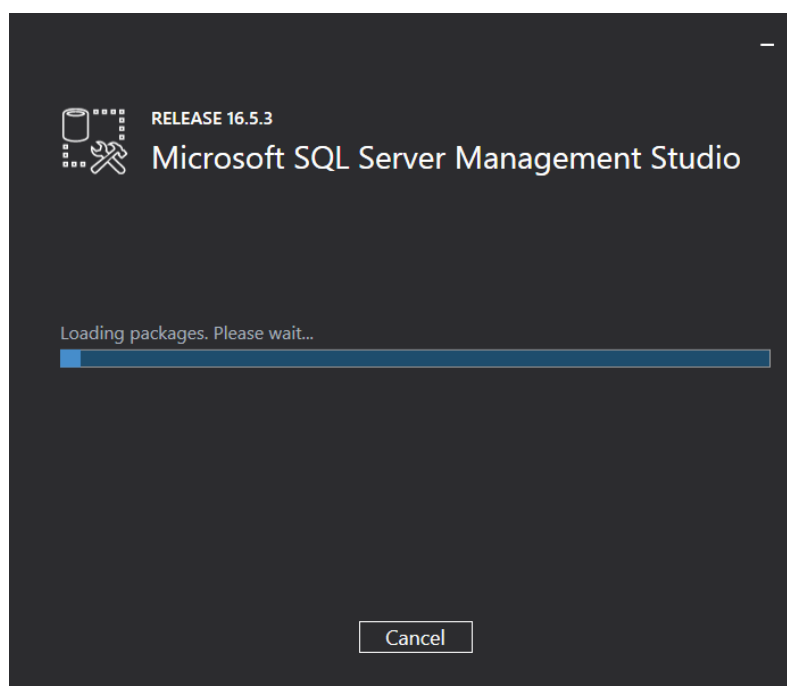 RELEASE 16.5.3
Microsoft SQL Server Management Studio
Loading packages. Please wait...
Cancel